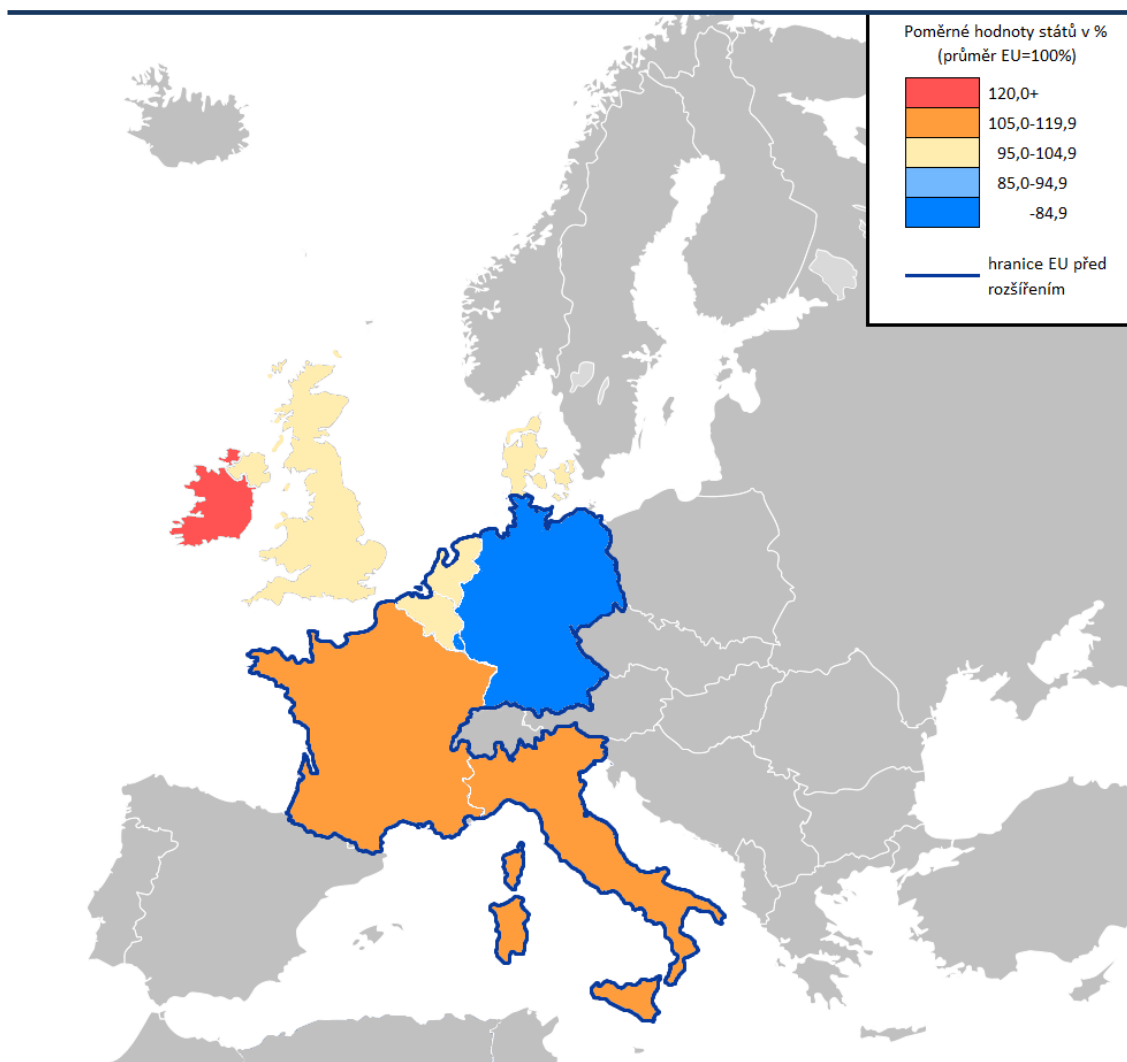 Poměrné hodnoty států v %
(průměr EU=100%)
120,0+
105,0-119,9
95,0-104,9
85,0-94,9
-84,9
hranice EU před
rozšířením